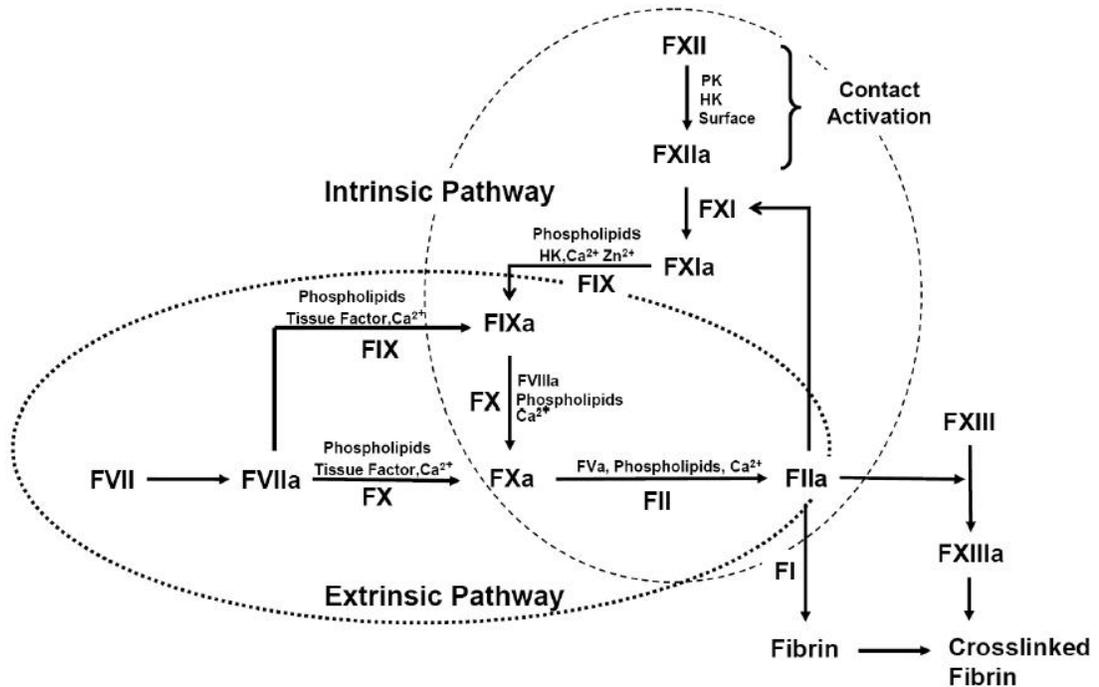 FXII
PK
HK
Surface
Contact
Activation
FXIIa
Intrinsic Pathway
FXI
Phospholipids
HK,Ca²⁺ Zn²⁺
FXIa
FIX
Phospholipids
Tissue Factor,Ca²⁺
FIXa
FIX
FX
FVIIIa
Phospholipids
Ca²⁺
FXIII
Phospholipids
Tissue Factor,Ca²⁺
FVa, Phospholipids, Ca²⁺
FVII
FVIIa
FXa
FIIa
FX
FII
FXIIIa
FI
Extrinsic Pathway
Fibrin
Crosslinked
Fibrin